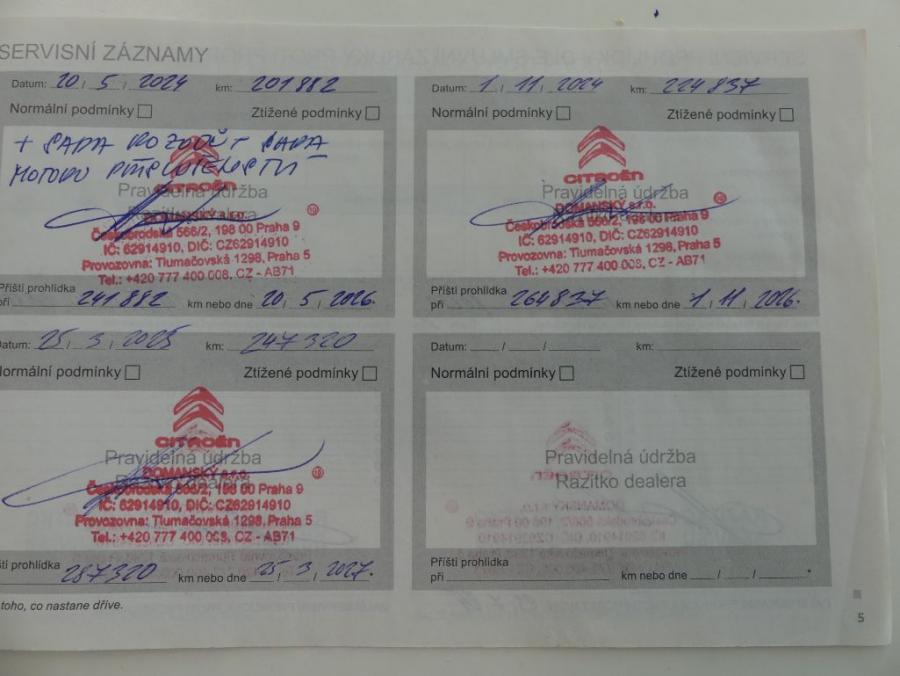 SERVISNÍ ZÁZNAMY
Datum: 20 / 5 / 2024 km: 201882
Normální podmínky Ztížené podmínky
+ SADA ROZVODŮ + SADA
MOTORU PŘÍSLUŠENSTVÍ
CITROËN
Pravidelná údržba
DOMANSKÝ s.r.o.
Českobrodská 566/2, 198 00 Praha 9
IČ: 62914910, DIČ: CZ62914910
Provozovna: Tlumačovská 1298, Praha 5
Tel.: +420 777 400 008, CZ - AB71
Příští prohlídka
při 241882 km nebo dne 20 / 5 / 2026.
Datum: 1 / 11 / 2024 km: 224837
Normální podmínky Ztížené podmínky
CITROËN
Pravidelná údržba
DOMANSKÝ s.r.o.
Českobrodská 566/2, 198 00 Praha 9
IČ: 62914910, DIČ: CZ62914910
Provozovna: Tlumačovská 1298, Praha 5
Tel.: +420 777 400 008, CZ - AB71
Příští prohlídka
při 264837 km nebo dne 1 / 11 / 2026.
Datum: 25 / 3 / 2025 km: 247320
Normální podmínky Ztížené podmínky
CITROËN
Pravidelná údržba
DOMANSKÝ s.r.o.
Českobrodská 566/2, 198 00 Praha 9
IČ: 62914910, DIČ: CZ62914910
Provozovna: Tlumačovská 1298, Praha 5
Tel.: +420 777 400 008, CZ - AB71
Příští prohlídka
287320 km nebo dne 25 / 3 / 2027.
Datum: / / km:
Normální podmínky Ztížené podmínky
Pravidelná údržba
Razítko dealera
Příští prohlídka
při km nebo dne / / .
toho, co nastane dříve.
5